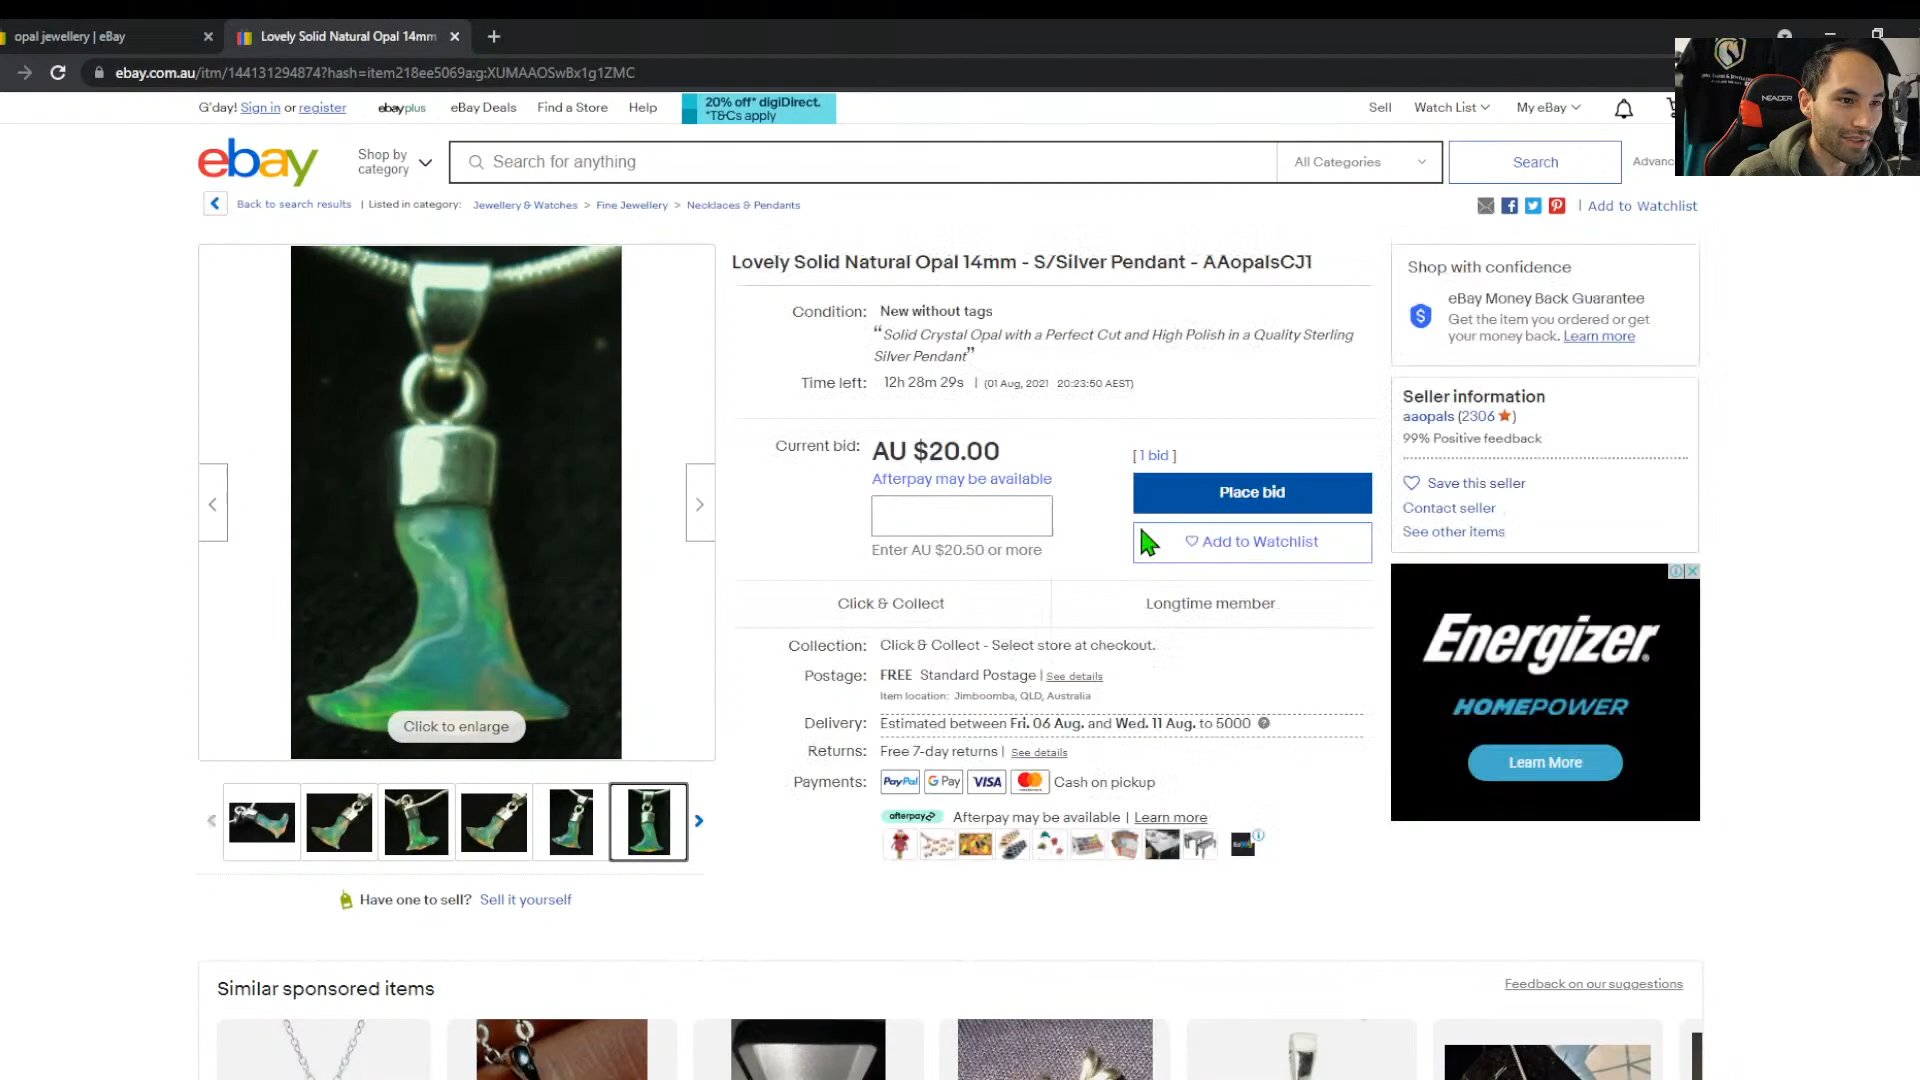 opal jewellery | eBay
Lovely Solid Natural Opal 14mm
ebay.com.au/itm/144131294874?hash=item218ee5069a:g:XUMAAOSwBx1g1ZMC
G'day! Sign in or register
ebayplus
eBay Deals
Find a Store
Help
20% off* digiDirect.
*T&Cs apply
Sell
Watch List
My eBay
NEADER
ebay
Shop by
category
Search for anything
All Categories
Search
Back to search results | Listed in category: Jewellery & Watches > Fine Jewellery > Necklaces & Pendants
| Add to Watchlist
Lovely Solid Natural Opal 14mm - S/Silver Pendant - AAopalsCJ1
Condition: New without tags
“Solid Crystal Opal with a Perfect Cut and High Polish in a Quality Sterling
Silver Pendant”
Time left: 12h 28m 29s | (01 Aug, 2021 20:23:50 AEST)
Current bid: AU $20.00
[ 1 bid ]
Afterpay may be available
Place bid
Enter AU $20.50 or more
Add to Watchlist
Click & Collect
Longtime member
Collection: Click & Collect - Select store at checkout.
Postage: FREE Standard Postage | See details
Item location: Jimboomba, QLD, Australia
Delivery: Estimated between Fri. 06 Aug. and Wed. 11 Aug. to 5000
Returns: Free 7-day returns | See details
Payments: PayPal G Pay VISA Cash on pickup
afterpay Afterpay may be available | Learn more
Shop with confidence
eBay Money Back Guarantee
Get the item you ordered or get
your money back. Learn more
Seller information
aaopals (2306)
99% Positive feedback
Save this seller
Contact seller
See other items
Energizer
HOMEPOWER
Learn More
Click to enlarge
Have one to sell? Sell it yourself
Similar sponsored items
Feedback on our suggestions